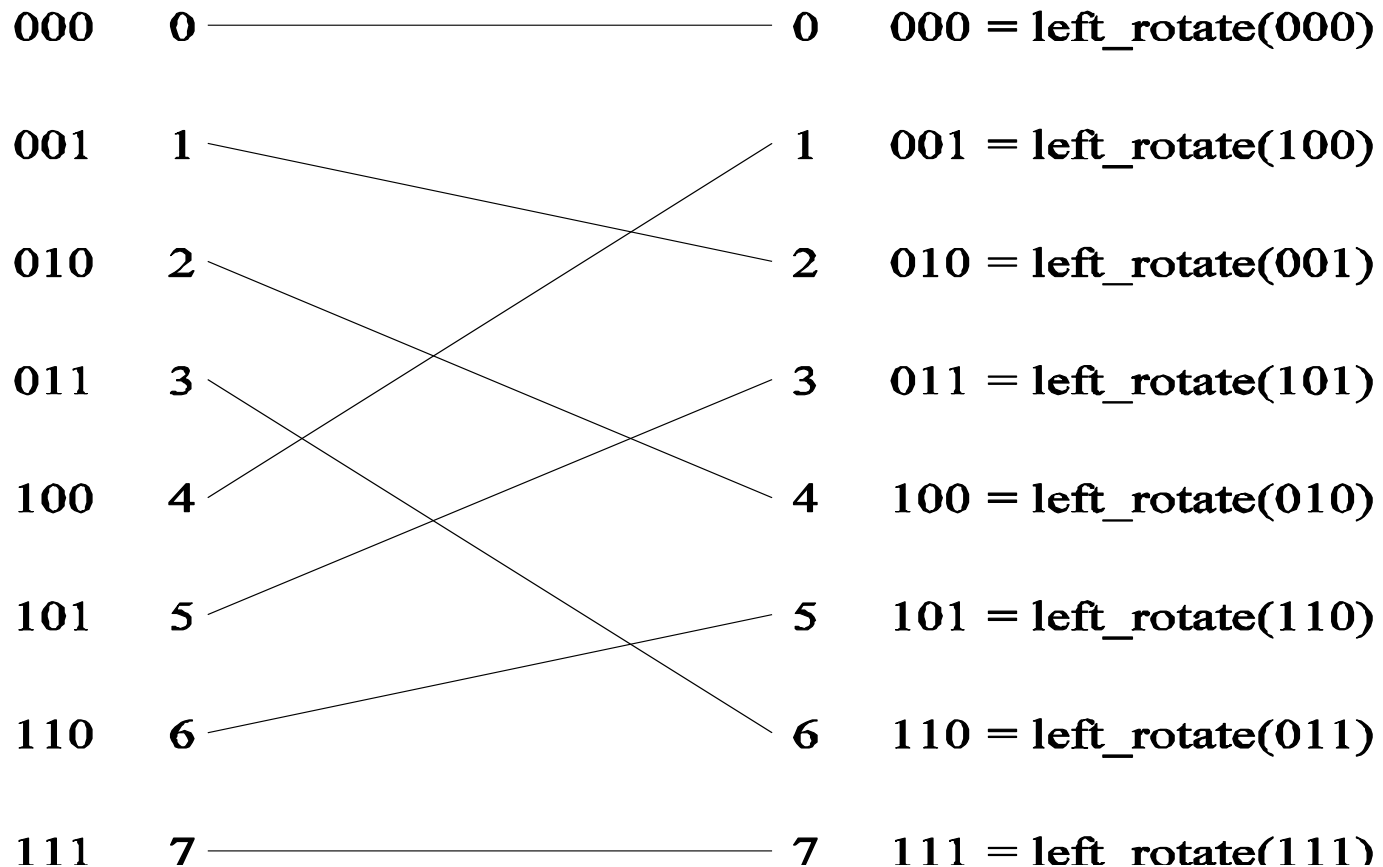 000 0 0 000 = left_rotate(000)
001 1 1 001 = left_rotate(100)
010 2 2 010 = left_rotate(001)
011 3 3 011 = left_rotate(101)
100 4 4 100 = left_rotate(010)
101 5 5 101 = left_rotate(110)
110 6 6 110 = left_rotate(011)
111 7 7 111 = left_rotate(111)